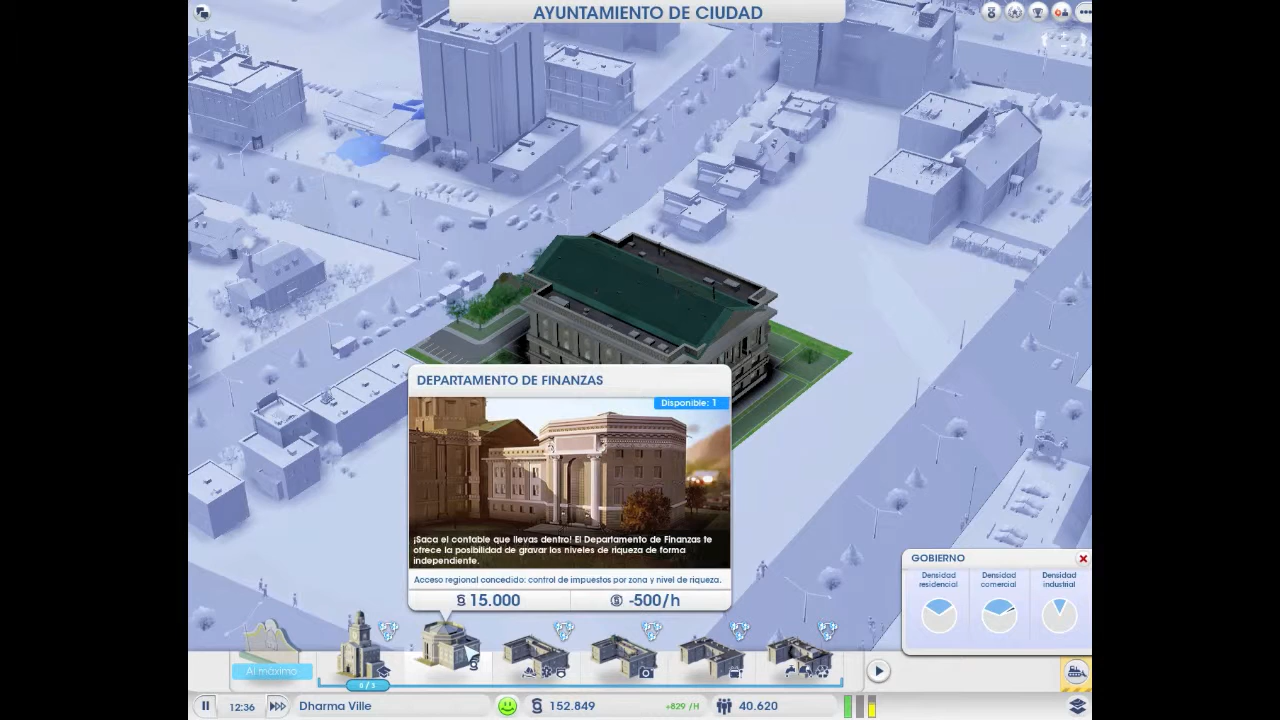 AYUNTAMIENTO DE CIUDAD
DEPARTAMENTO DE FINANZAS
Disponible: 1
¡Saca el contable que llevas dentro! El Departamento de Finanzas te
ofrece la posibilidad de gravar los niveles de riqueza de forma
independiente.
Acceso regional concedido: control de impuestos por zona y nivel de riqueza.
15.000
-500/h
GOBIERNO
Densidad residencial
Densidad comercial
Densidad industrial
Al máximo
0 / 3
12:36
Dharma Ville
152.849
+829 /H
40.620